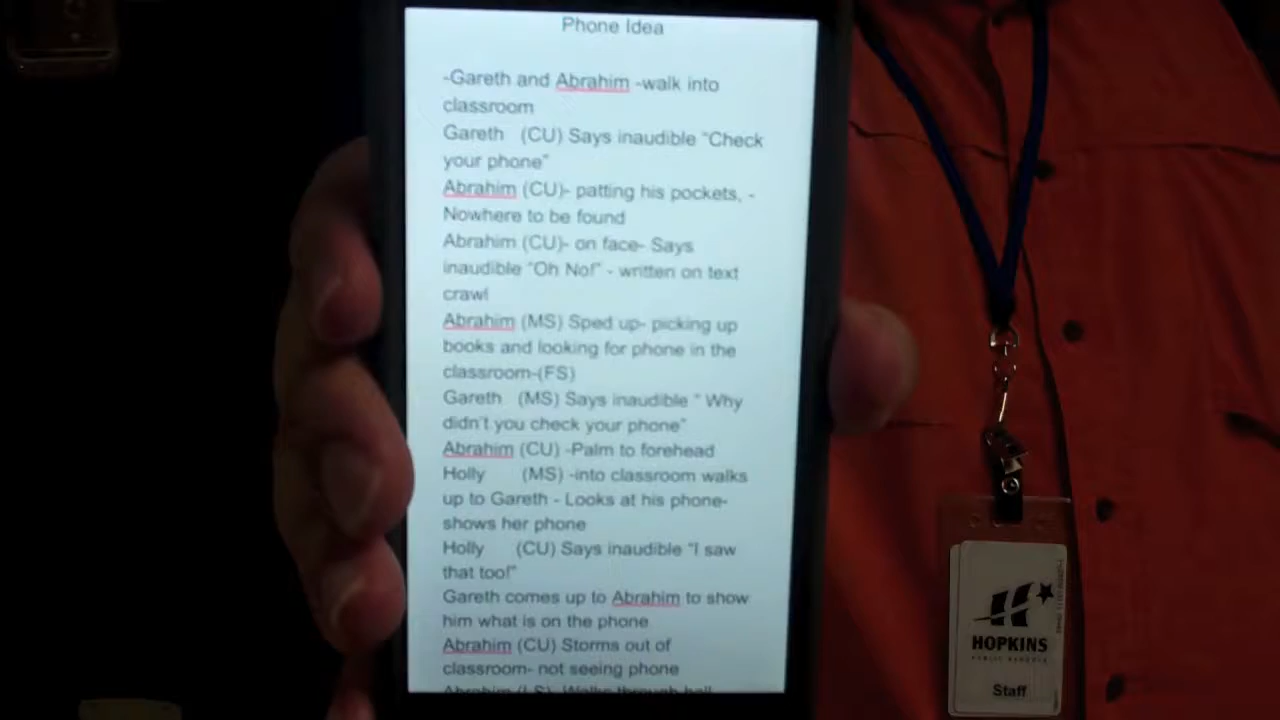 Phone Idea
-Gareth and Abrahim -walk into
classroom
Gareth (CU) Says inaudible “Check
your phone”
Abrahim (CU)- patting his pockets, -
Nowhere to be found
Abrahim (CU)- on face- Says
inaudible “Oh No!” - written on text
crawl
Abrahim (MS) Sped up- picking up
books and looking for phone in the
classroom-(FS)
Gareth (MS) Says inaudible “ Why
didn’t you check your phone”
Abrahim (CU) -Palm to forehead
Holly (MS) -into classroom walks
up to Gareth - Looks at his phone-
shows her phone
Holly (CU) Says inaudible “I saw
that too!”
Gareth comes up to Abrahim to show
him what is on the phone
Abrahim (CU) Storms out of
classroom- not seeing phone
Abrahim (LS) Walks through hall
HOPKINS
PUBLIC SCHOOLS
Staff